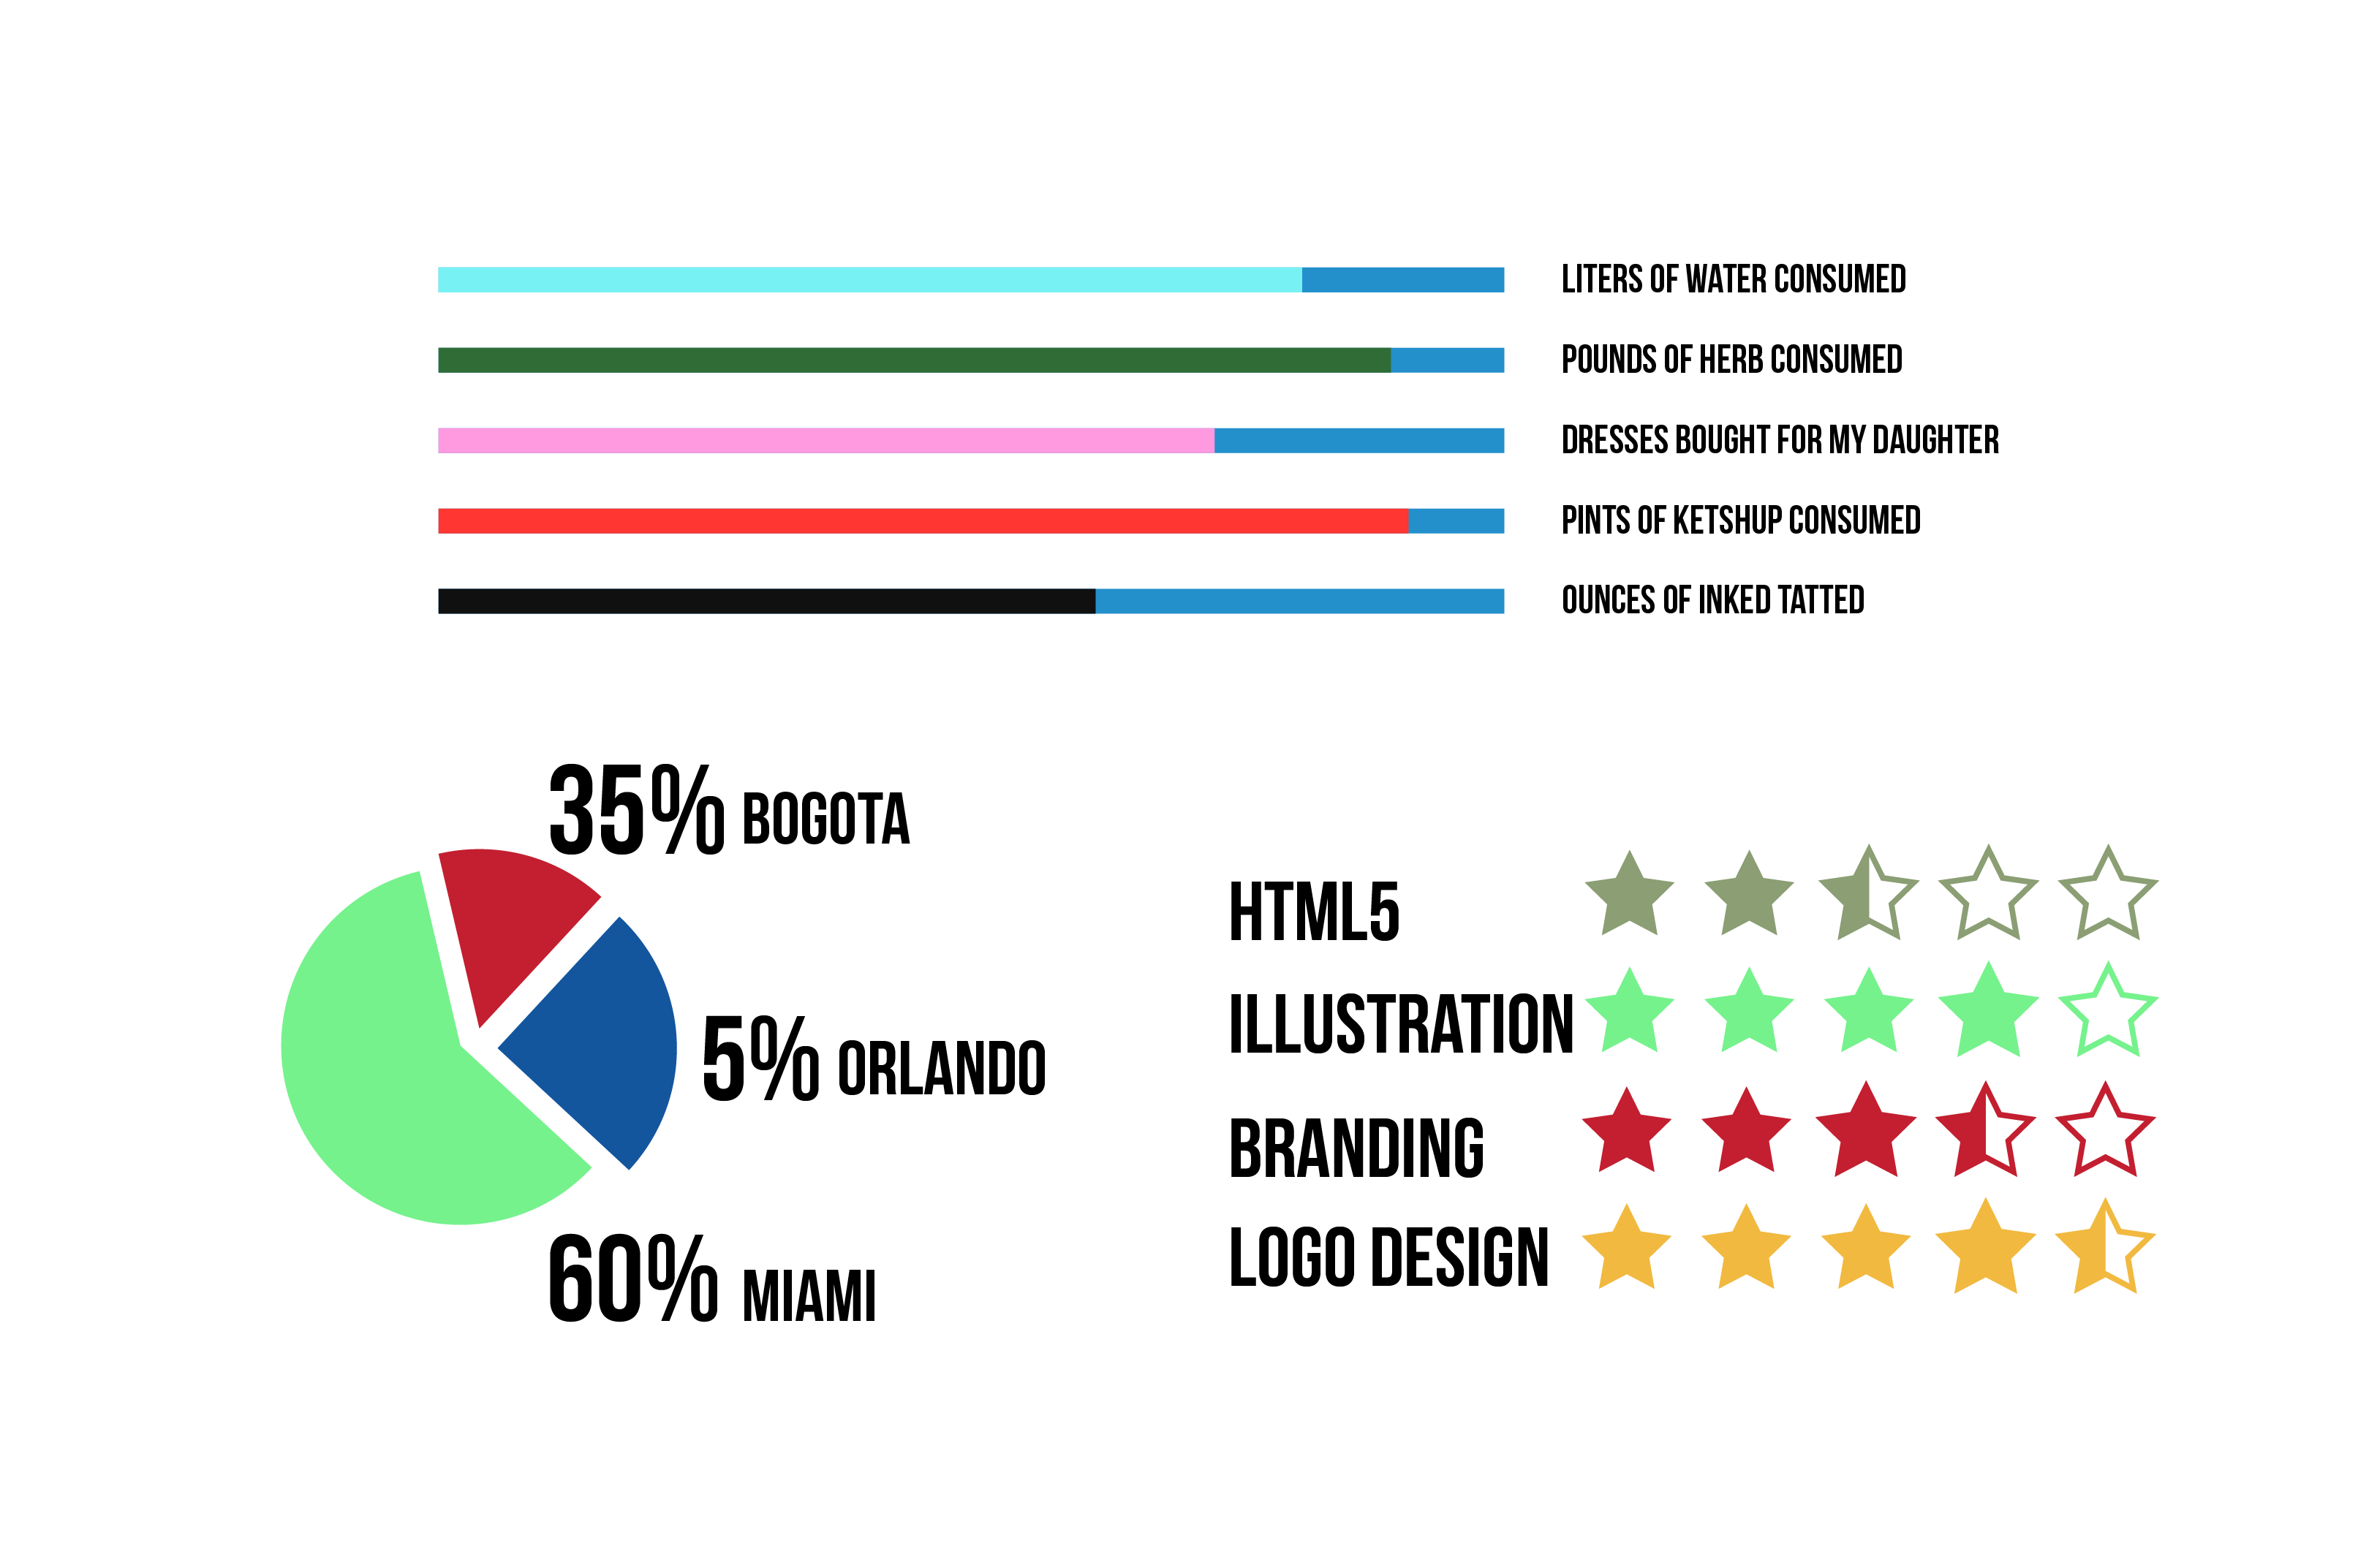 LITERS OF WATER CONSUMED
POUNDS OF HERB CONSUMED
DRESSES BOUGHT FOR MY DAUGHTER
PINTS OF KETSHUP CONSUMED
OUNCES OF INKED TATTED
35% BOGOTA
5% ORLANDO
60% MIAMI
HTML5
ILLUSTRATION
BRANDING
LOGO DESIGN